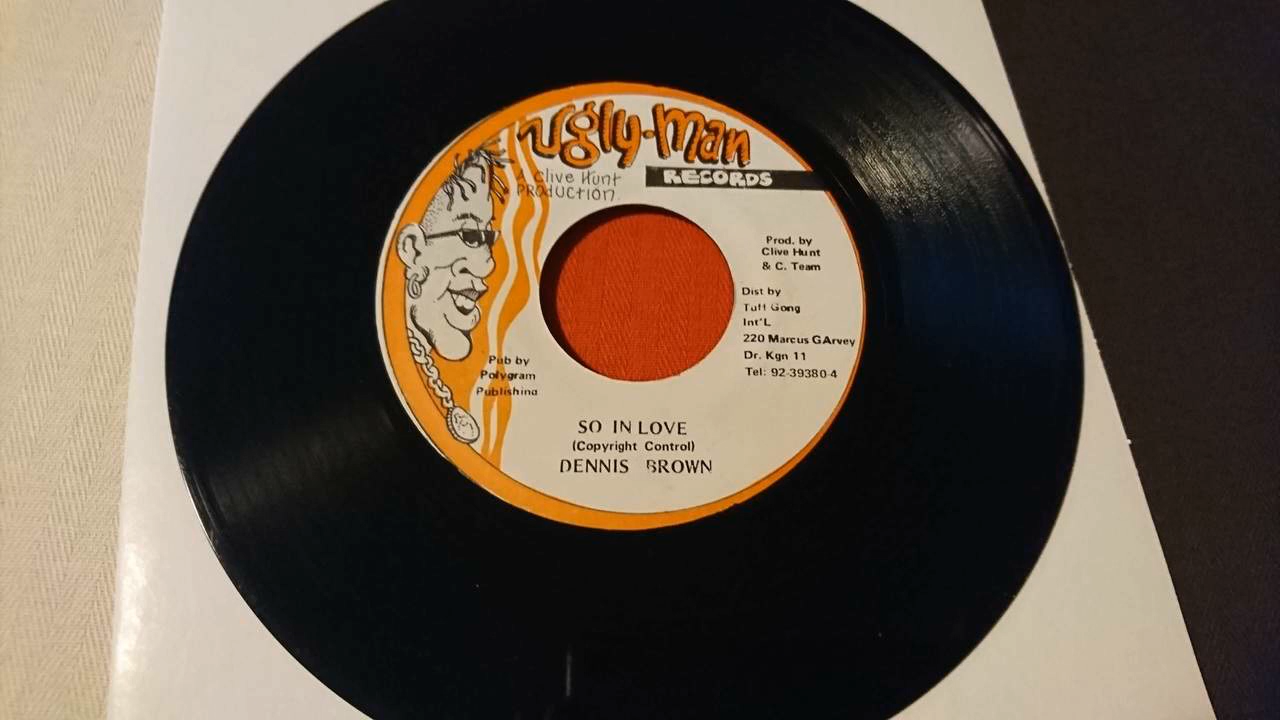 ugly-man
RECORDS
A Clive Hunt
PRODUCTION.
Prod. by
Clive Hunt
& C. Team
Dist by
Tuff Gong
Int'L
220 Marcus GArvey
Dr. Kgn 11
Tel: 92-39380-4
Pub by
Polygram
Publishing
SO IN LOVE
(Copyright Control)
DENNIS BROWN